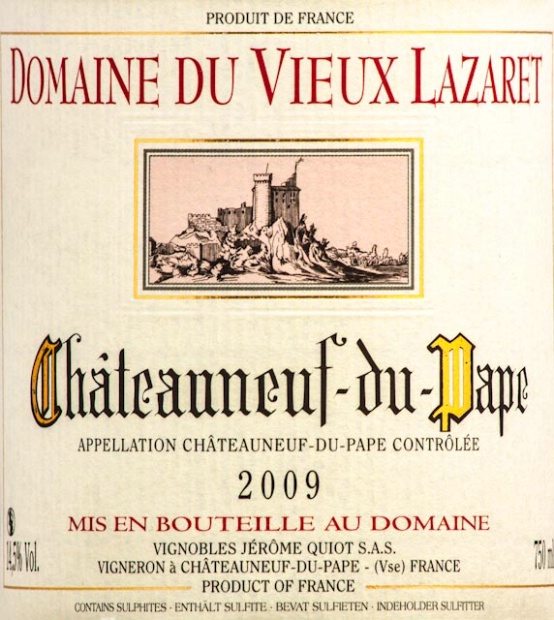 PRODUIT DE FRANCE
DOMAINE DU VIEUX LAZARET
Châteauneuf-du-Pape
APPELLATION CHÂTEAUNEUF-DU-PAPE CONTRÔLÉE
2009
MIS EN BOUTEILLE AU DOMAINE
14,5% Vol.
VIGNOBLES JÉRÔME QUIOT S.A.S.
750 ml
VIGNERON à CHÂTEAUNEUF-DU-PAPE - (Vse) FRANCE
PRODUCT OF FRANCE
CONTAINS SULPHITES · ENTHÄLT SULFITE · BEVAT SULFIETEN · INDEHOLDER SULFITTER